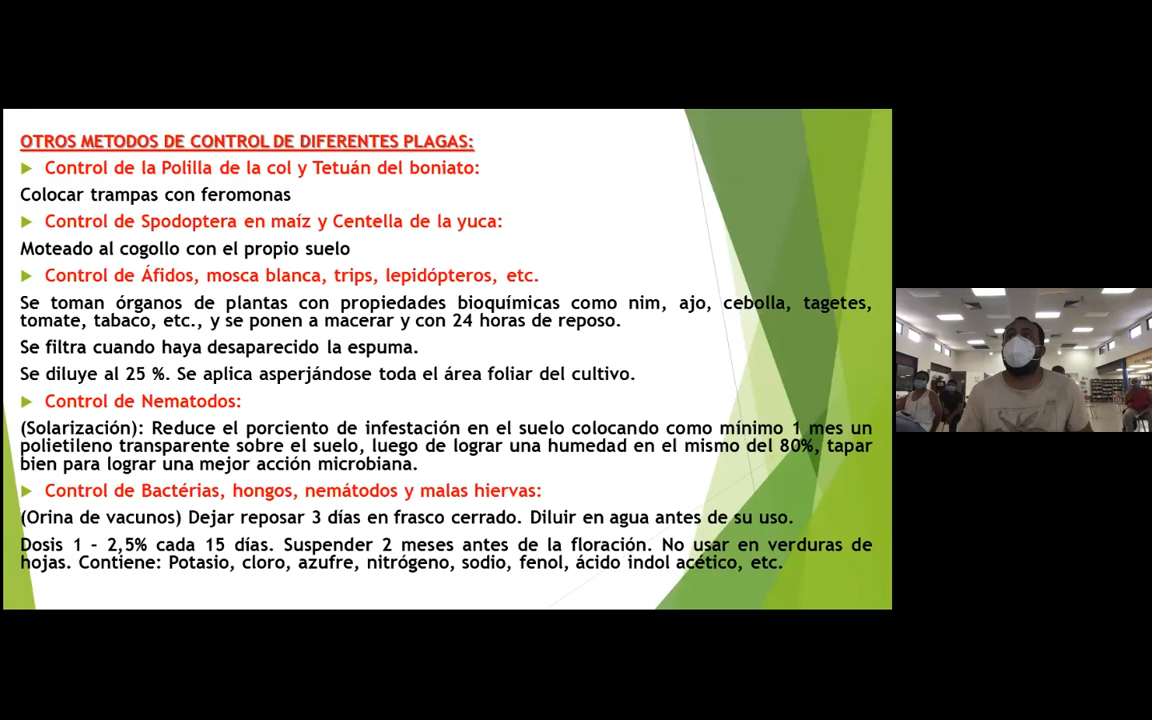 OTROS METODOS DE CONTROL DE DIFERENTES PLAGAS:
Control de la Polilla de la col y Tetuán del boniato:
Colocar trampas con feromonas
Control de Spodoptera en maíz y Centella de la yuca:
Moteado al cogollo con el propio suelo
Control de Áfidos, mosca blanca, trips, lepidópteros, etc.
Se toman órganos de plantas con propiedades bioquímicas como nim, ajo, cebolla, tagetes,
tomate, tabaco, etc., y se ponen a macerar y con 24 horas de reposo.
Se filtra cuando haya desaparecido la espuma.
Se diluye al 25 %. Se aplica asperjándose toda el área foliar del cultivo.
Control de Nematodos:
(Solarización): Reduce el porciento de infestación en el suelo colocando como mínimo 1 mes un
polietileno transparente sobre el suelo, luego de lograr una humedad en el mismo del 80%, tapar
bien para lograr una mejor acción microbiana.
Control de Bactérias, hongos, nemátodos y malas hiervas:
(Orina de vacunos) Dejar reposar 3 días en frasco cerrado. Diluir en agua antes de su uso.
Dosis 1 – 2,5% cada 15 días. Suspender 2 meses antes de la floración. No usar en verduras de
hojas. Contiene: Potasio, cloro, azufre, nitrógeno, sodio, fenol, ácido indol acético, etc.